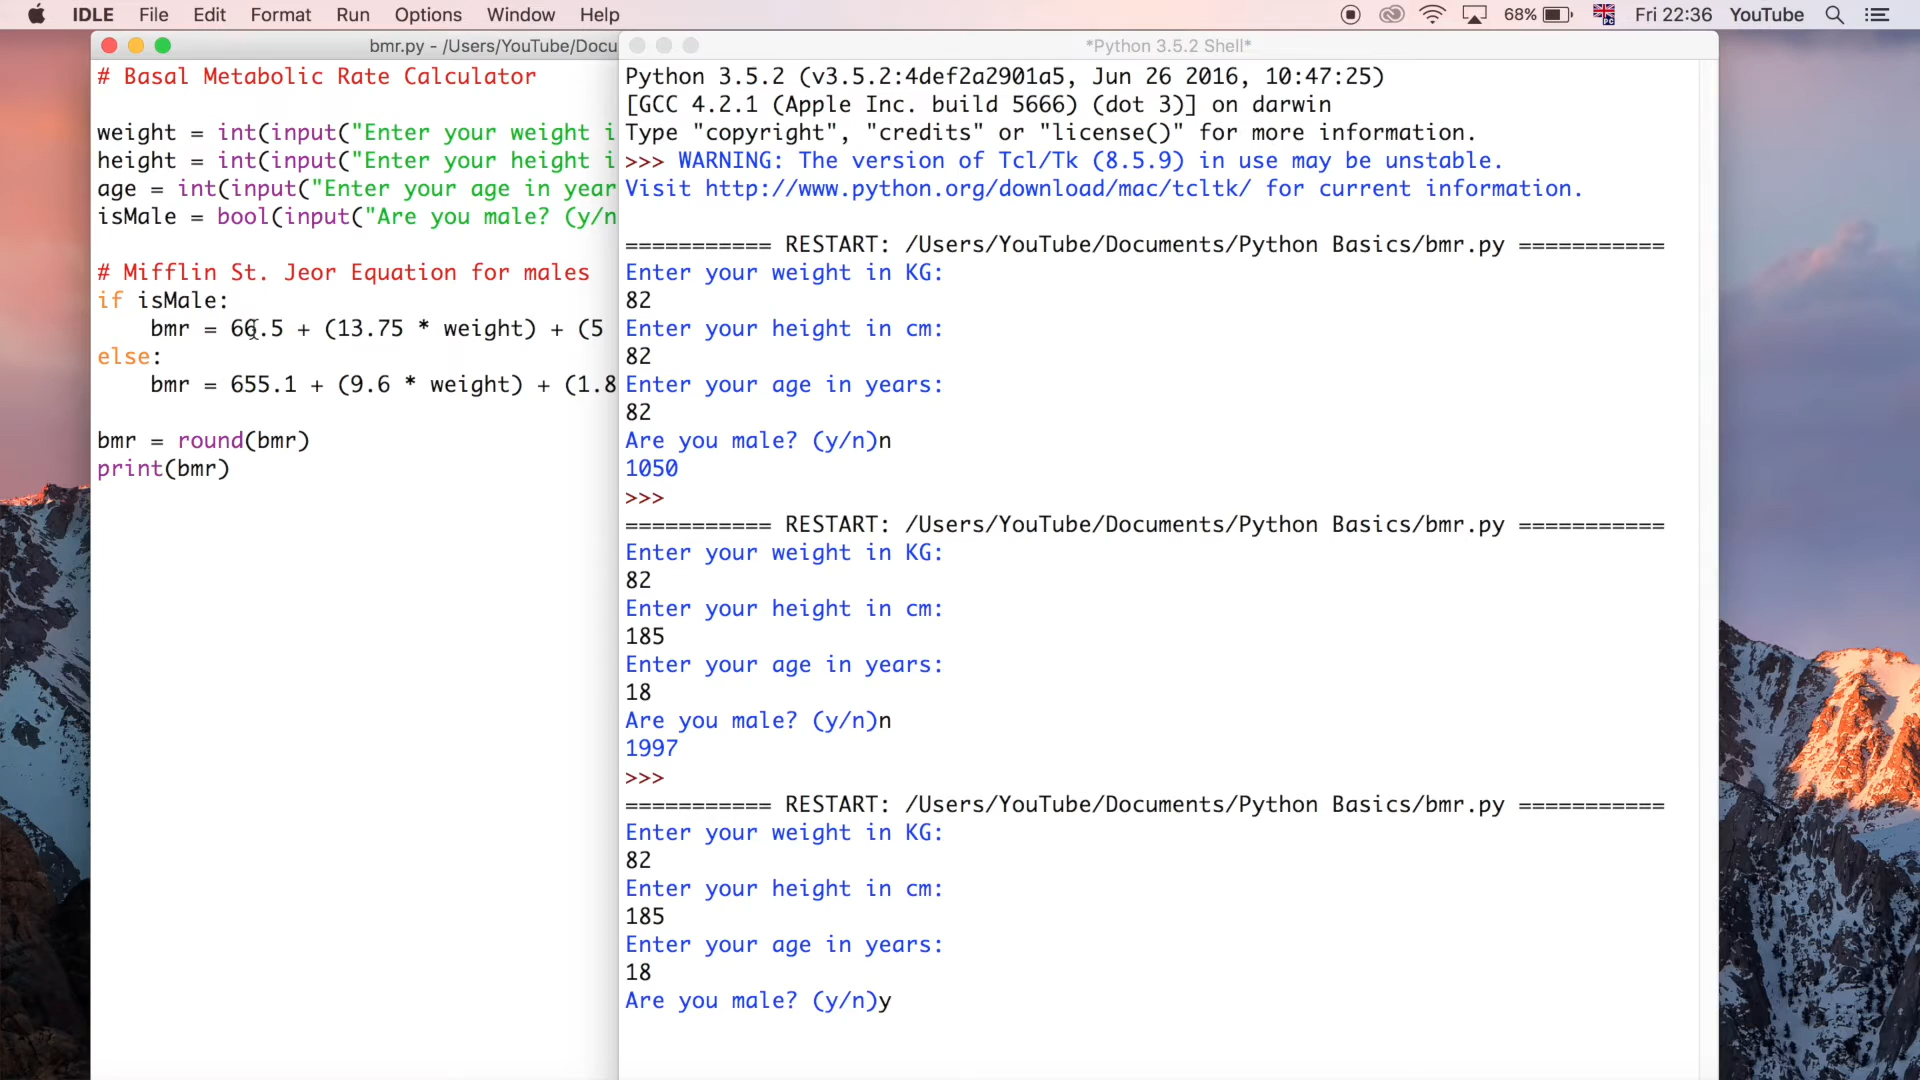 IDLE File Edit Format Run Options Window Help 68% Fri 22:36 YouTube
bmr.py - /Users/YouTube/Docu
# Basal Metabolic Rate Calculator
weight = int(input("Enter your weight i
height = int(input("Enter your height i
age = int(input("Enter your age in year
isMale = bool(input("Are you male? (y/n
# Mifflin St. Jeor Equation for males
if isMale:
    bmr = 66.5 + (13.75 * weight) + (5
else:
    bmr = 655.1 + (9.6 * weight) + (1.8
bmr = round(bmr)
print(bmr)
*Python 3.5.2 Shell*
Python 3.5.2 (v3.5.2:4def2a2901a5, Jun 26 2016, 10:47:25)
[GCC 4.2.1 (Apple Inc. build 5666) (dot 3)] on darwin
Type "copyright", "credits" or "license()" for more information.
>>> WARNING: The version of Tcl/Tk (8.5.9) in use may be unstable.
Visit http://www.python.org/download/mac/tcltk/ for current information.
=========== RESTART: /Users/YouTube/Documents/Python Basics/bmr.py ===========
Enter your weight in KG:
82
Enter your height in cm:
82
Enter your age in years:
82
Are you male? (y/n)n
1050
>>>
=========== RESTART: /Users/YouTube/Documents/Python Basics/bmr.py ===========
Enter your weight in KG:
82
Enter your height in cm:
185
Enter your age in years:
18
Are you male? (y/n)n
1997
>>>
=========== RESTART: /Users/YouTube/Documents/Python Basics/bmr.py ===========
Enter your weight in KG:
82
Enter your height in cm:
185
Enter your age in years:
18
Are you male? (y/n)y